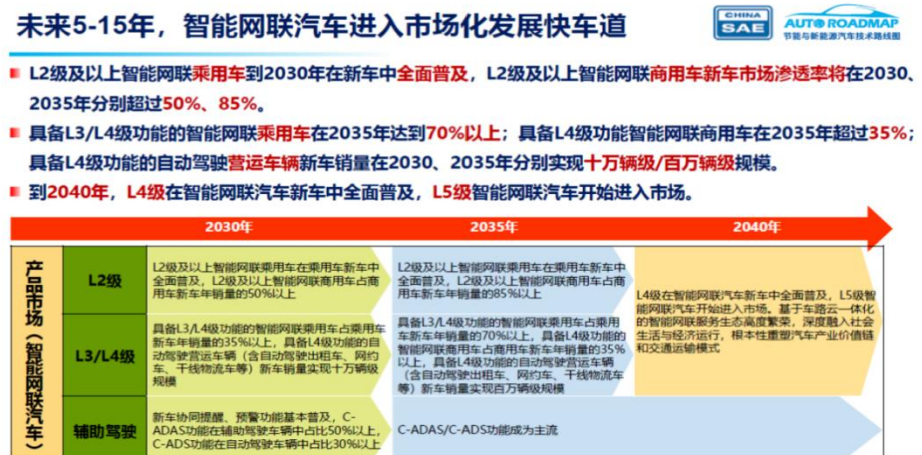 未来5-15年，智能网联汽车进入市场化发展快车道
CHINA
SAE
AUTO ROADMAP
节能与新能源汽车技术路线图
L2级及以上智能网联乘用车到2030年在新车中全面普及，L2级及以上智能网联商用车新车市场渗透率将在2030、
2035年分别超过50%、85%。
具备L3/L4级功能的智能网联乘用车在2035年达到70%以上；具备L4级功能智能网联商用车在2035年超过35%；
具备L4级功能的自动驾驶营运车辆新车销量在2030、2035年分别实现十万辆级/百万辆级规模。
到2040年，L4级在智能网联汽车新车中全面普及，L5级智能网联汽车开始进入市场。
2030年
2035年
2040年
产品市场（智能网联汽车）
L2级
L2级及以上智能网联乘用车在乘用车新车中
全面普及，L2级及以上智能网联商用车占商
用车新车年销量的50%以上
L2级及以上智能网联乘用车在乘用车新车中
全面普及，L2级及以上智能网联商用车占商
用车新车年销量的85%以上
L3/L4级
具备L3/L4级功能的智能网联乘用车占乘用车
新车年销量的35%以上，具备L4级功能的自
动驾驶营运车辆（含自动驾驶出租车、网约
车、干线物流车等）新车销量实现十万辆级
规模
具备L3/L4级功能的智能网联乘用车占乘用
车新车年销量的70%以上，具备L4级功能的
智能网联商用车占商用车新车年销量的35%
以上，具备L4级功能的自动驾驶营运车辆
（含自动驾驶出租车、网约车、干线物流车
等）新车销量实现百万辆级规模
L4级在智能网联汽车新车中全面普及，L5级智
能网联汽车开始进入市场。基于车路云一体化
的智能网联服务生态高度繁荣，深度融入社会
生活与经济运行，根本性重塑汽车产业价值链
和交通运输模式
辅助驾驶
新车协同提醒、预警功能基本普及，C-
ADAS功能在辅助驾驶车辆中占比50%以上，
C-ADS功能在自动驾驶车辆中占比30%以上
C-ADAS/C-ADS功能成为主流